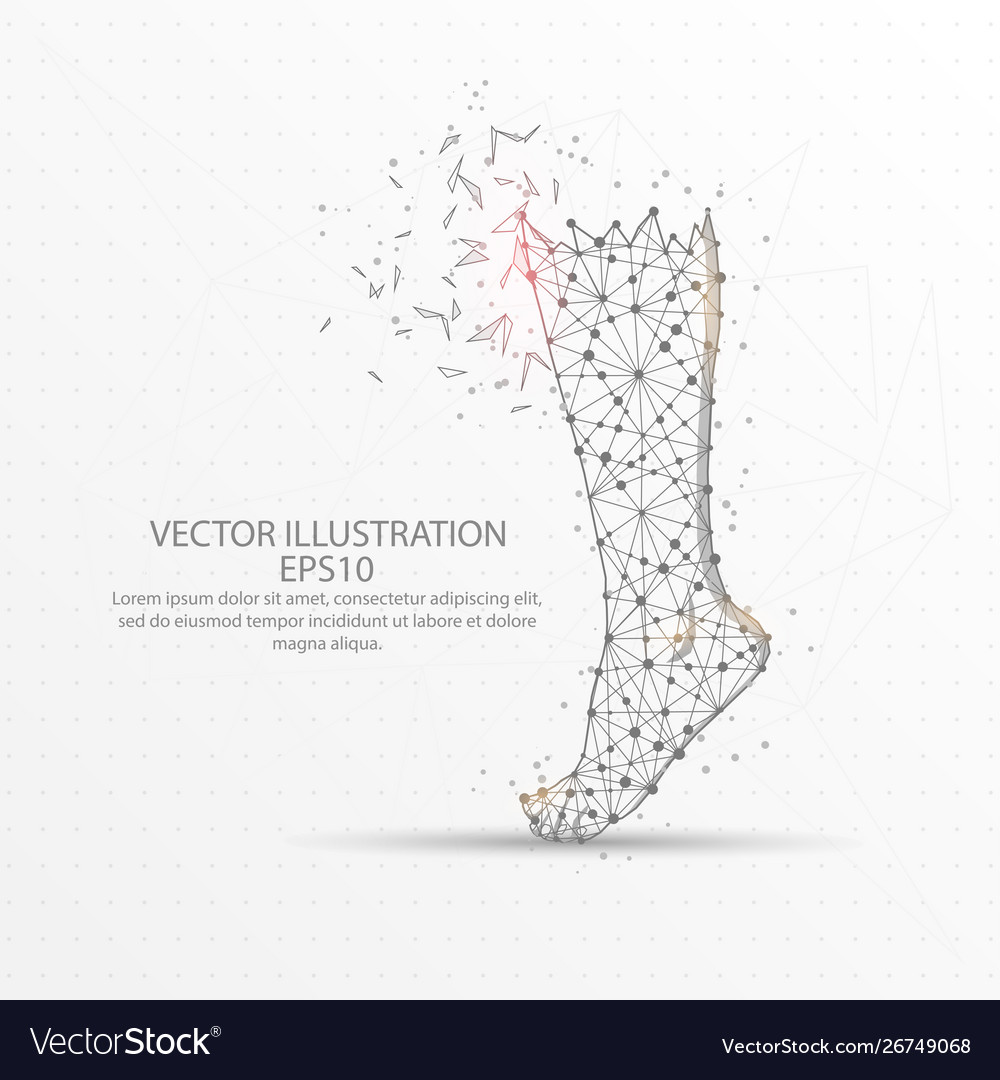 VECTOR ILLUSTRATION
EPS10
Lorem ipsum dolor sit amet, consectetur adipiscing elit,
sed do eiusmod tempor incididunt ut labore et dolore
magna aliqua.
VectorStock®
VectorStock.com/26749068